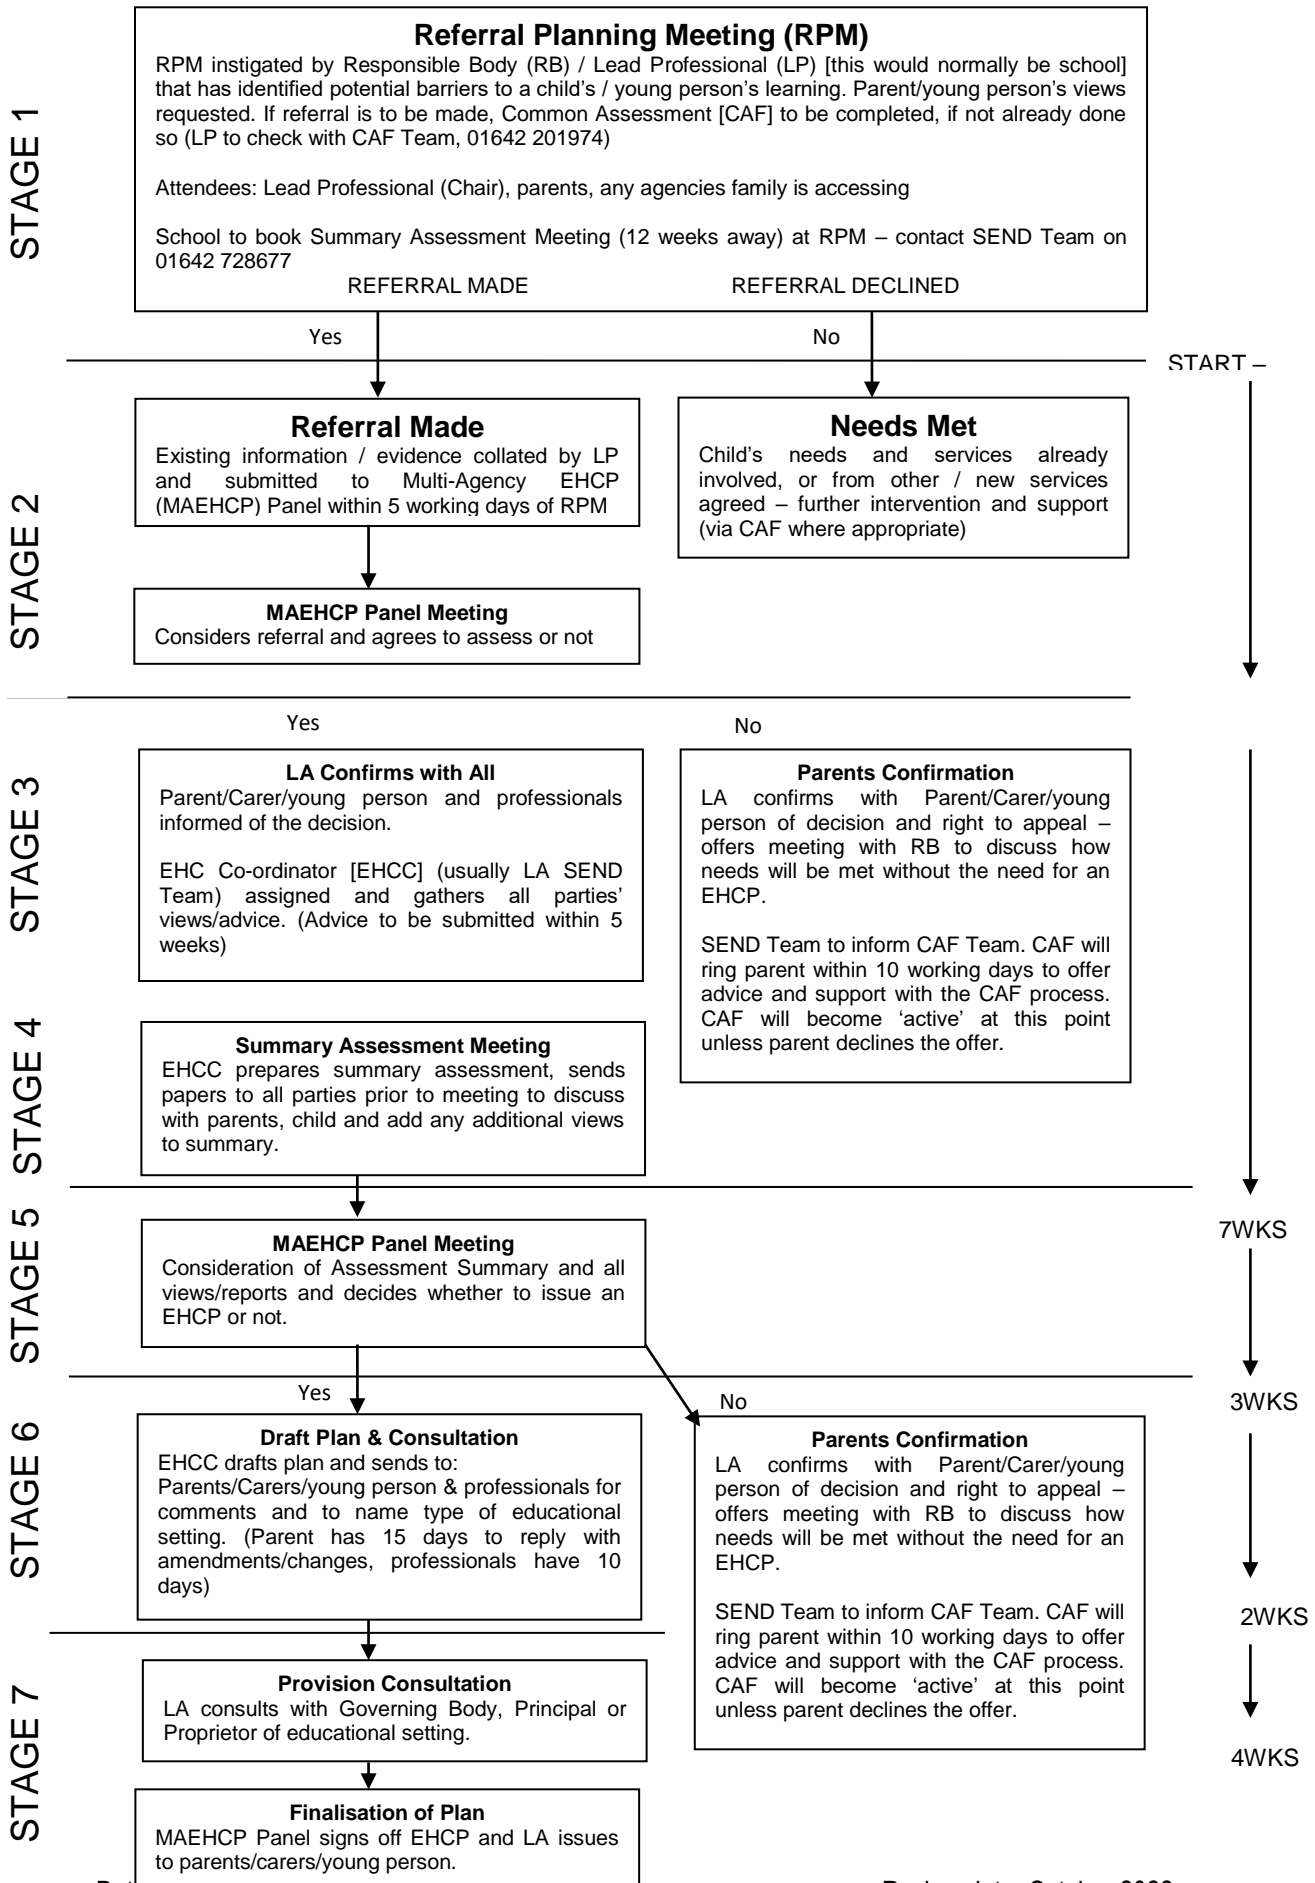 STAGE 1
Referral Planning Meeting (RPM)
RPM instigated by Responsible Body (RB) / Lead Professional (LP) [this would normally be school]
that has identified potential barriers to a child's / young person's learning. Parent/young person's views
requested. If referral is to be made, Common Assessment [CAF] to be completed, if not already done
so (LP to check with CAF Team, 01642 201974)
Attendees: Lead Professional (Chair), parents, any agencies family is accessing
School to book Summary Assessment Meeting (12 weeks away) at RPM – contact SEND Team on
01642 728677
REFERRAL MADE
REFERRAL DECLINED
Yes
No
START –
STAGE 2
Referral Made
Existing information / evidence collated by LP
and submitted to Multi-Agency EHCP
(MAEHCP) Panel within 5 working days of RPM
Needs Met
Child's needs and services already
involved, or from other / new services
agreed – further intervention and support
(via CAF where appropriate)
MAEHCP Panel Meeting
Considers referral and agrees to assess or not
Yes
No
STAGE 3
LA Confirms with All
Parent/Carer/young person and professionals
informed of the decision.
EHC Co-ordinator [EHCC] (usually LA SEND
Team) assigned and gathers all parties'
views/advice. (Advice to be submitted within 5
weeks)
Parents Confirmation
LA confirms with Parent/Carer/young
person of decision and right to appeal –
offers meeting with RB to discuss how
needs will be met without the need for an
EHCP.
SEND Team to inform CAF Team. CAF will
ring parent within 10 working days to offer
advice and support with the CAF process.
CAF will become 'active' at this point
unless parent declines the offer.
STAGE 4
Summary Assessment Meeting
EHCC prepares summary assessment, sends
papers to all parties prior to meeting to discuss
with parents, child and add any additional views
to summary.
7WKS
STAGE 5
MAEHCP Panel Meeting
Consideration of Assessment Summary and all
views/reports and decides whether to issue an
EHCP or not.
Yes
No
3WKS
STAGE 6
Draft Plan & Consultation
EHCC drafts plan and sends to:
Parents/Carers/young person & professionals for
comments and to name type of educational
setting. (Parent has 15 days to reply with
amendments/changes, professionals have 10
days)
Parents Confirmation
LA confirms with Parent/Carer/young
person of decision and right to appeal –
offers meeting with RB to discuss how
needs will be met without the need for an
EHCP.
SEND Team to inform CAF Team. CAF will
ring parent within 10 working days to offer
advice and support with the CAF process.
CAF will become 'active' at this point
unless parent declines the offer.
2WKS
STAGE 7
Provision Consultation
LA consults with Governing Body, Principal or
Proprietor of educational setting.
4WKS
Finalisation of Plan
MAEHCP Panel signs off EHCP and LA issues
to parents/carers/young person.